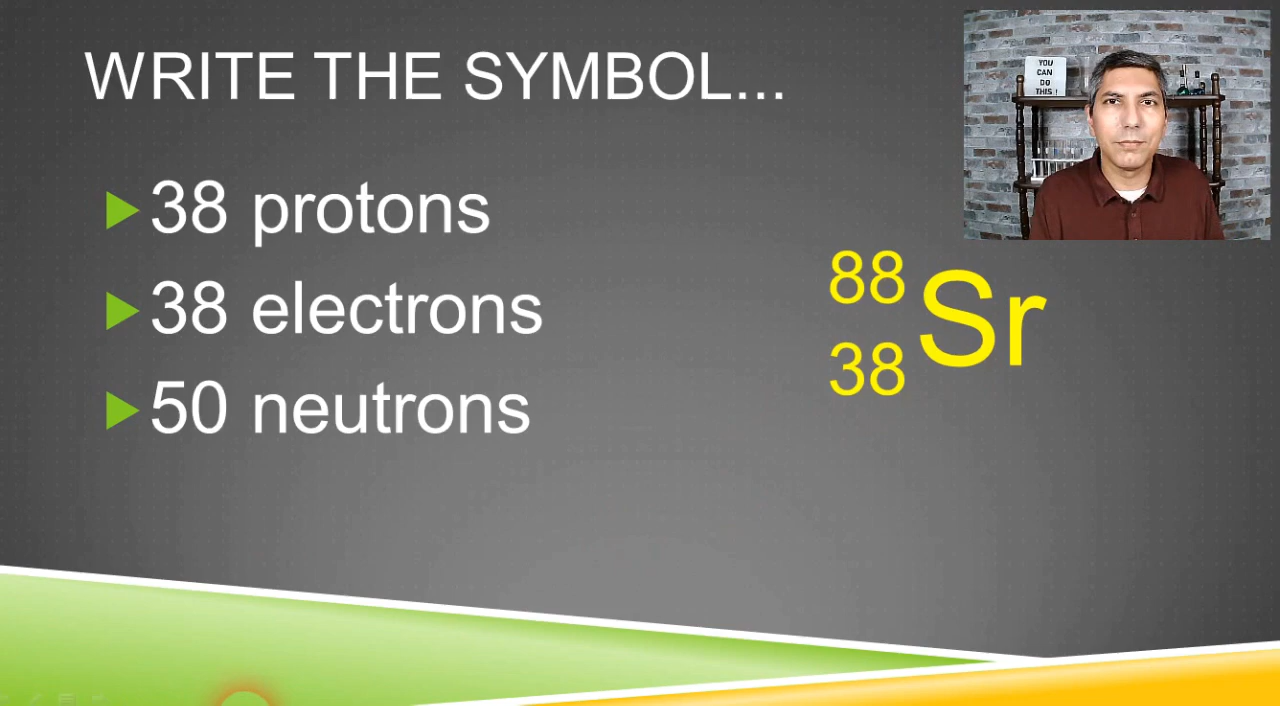 WRITE THE SYMBOL...
YOU
CAN
DO
THIS !
38 protons
38 electrons
50 neutrons
88
38
Sr